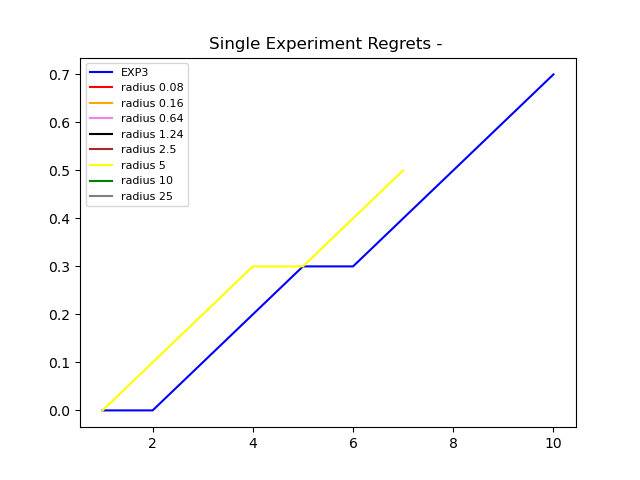 Single Experiment Regrets -
EXP3
radius 0.08
radius 0.16
radius 0.64
radius 1.24
radius 2.5
radius 5
radius 10
radius 25
0.7
0.6
0.5
0.4
0.3
0.2
0.1
0.0
2 4 6 8 10